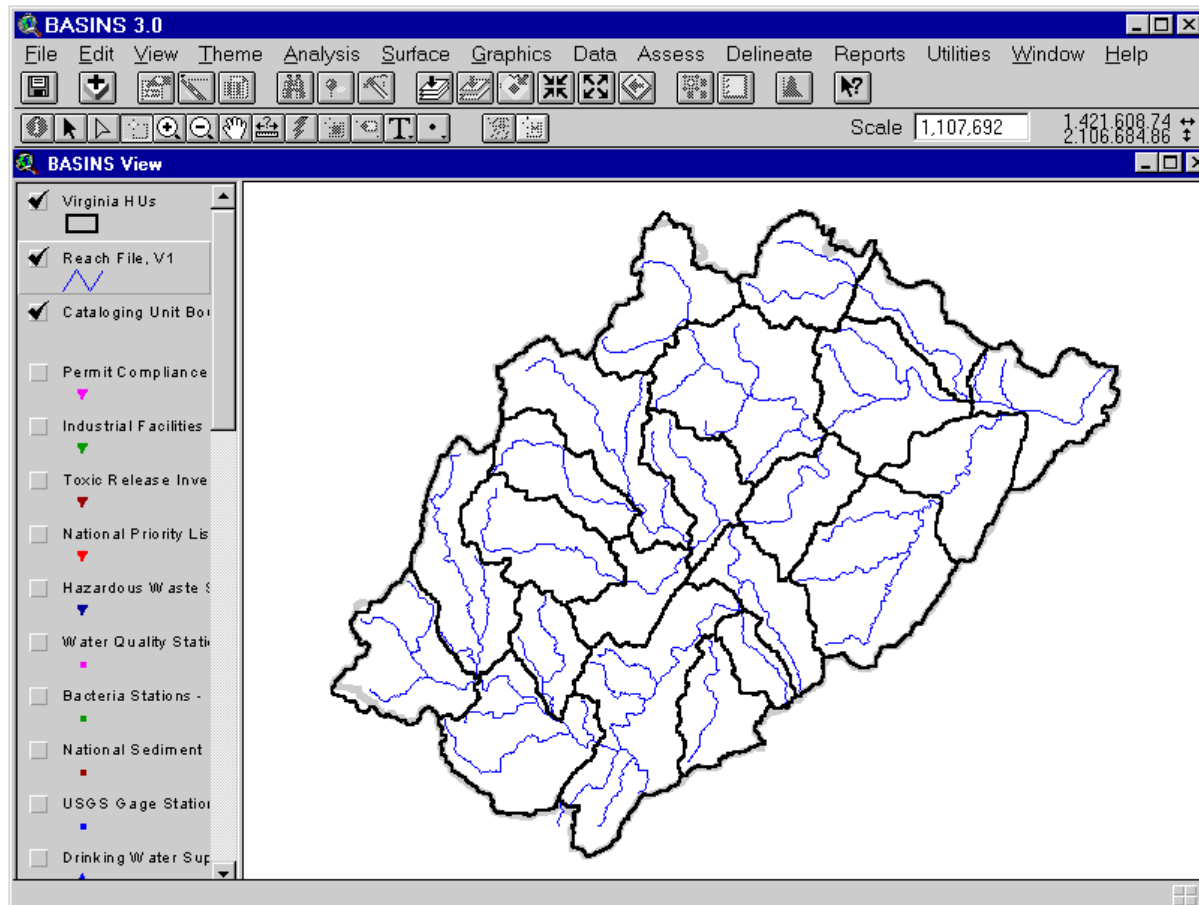 BASINS 3.0
File Edit View Theme Analysis Surface Graphics Data Assess Delineate Reports Utilities Window Help
T
Scale 1,107,692 1,421,608.74
2,106,684.86
BASINS View
Virginia HUs
Reach File, V1
Cataloging Unit Bou
Permit Compliance
Industrial Facilities
Toxic Release Inve
National Priority Lis
Hazardous Waste S
Water Quality Stati
Bacteria Stations -
National Sediment
USGS Gage Station
Drinking Water Sup